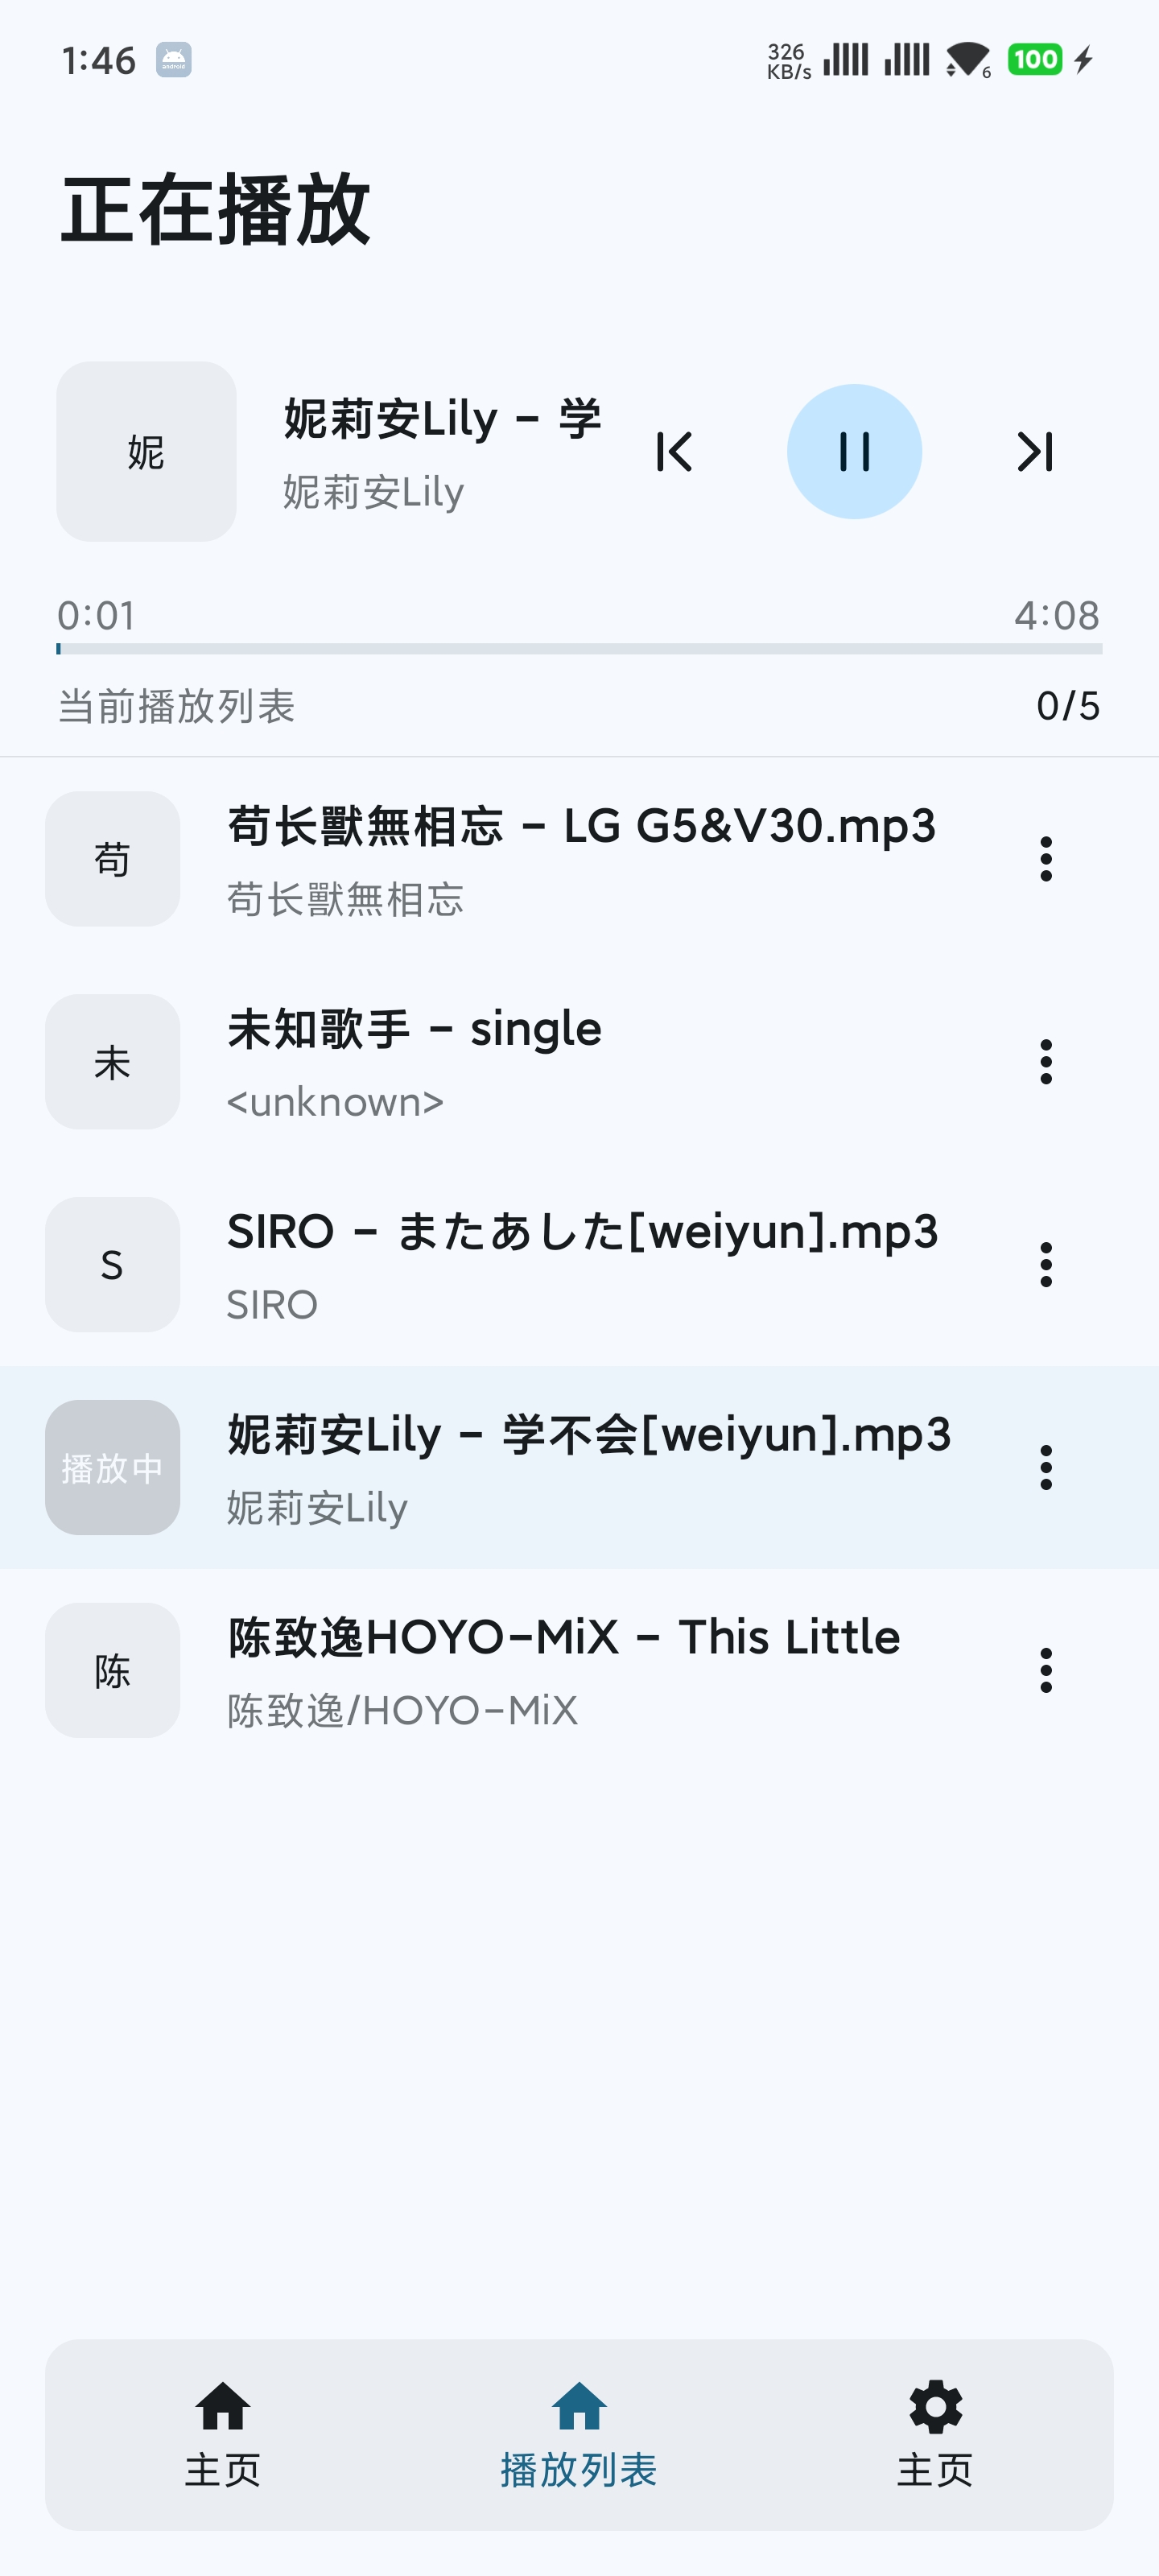 1:46
android
326
KB/s
6
100
正在播放
妮
妮莉安Lily - 学
妮莉安Lily
0:01
4:08
当前播放列表
0/5
苟
苟长獸無相忘 - LG G5&V30.mp3
苟长獸無相忘
未
未知歌手 - single
<unknown>
S
SIRO - またあした[weiyun].mp3
SIRO
播放中
妮莉安Lily - 学不会[weiyun].mp3
妮莉安Lily
陈
陈致逸HOYO-MiX - This Little
陈致逸/HOYO-MiX
主页
播放列表
主页